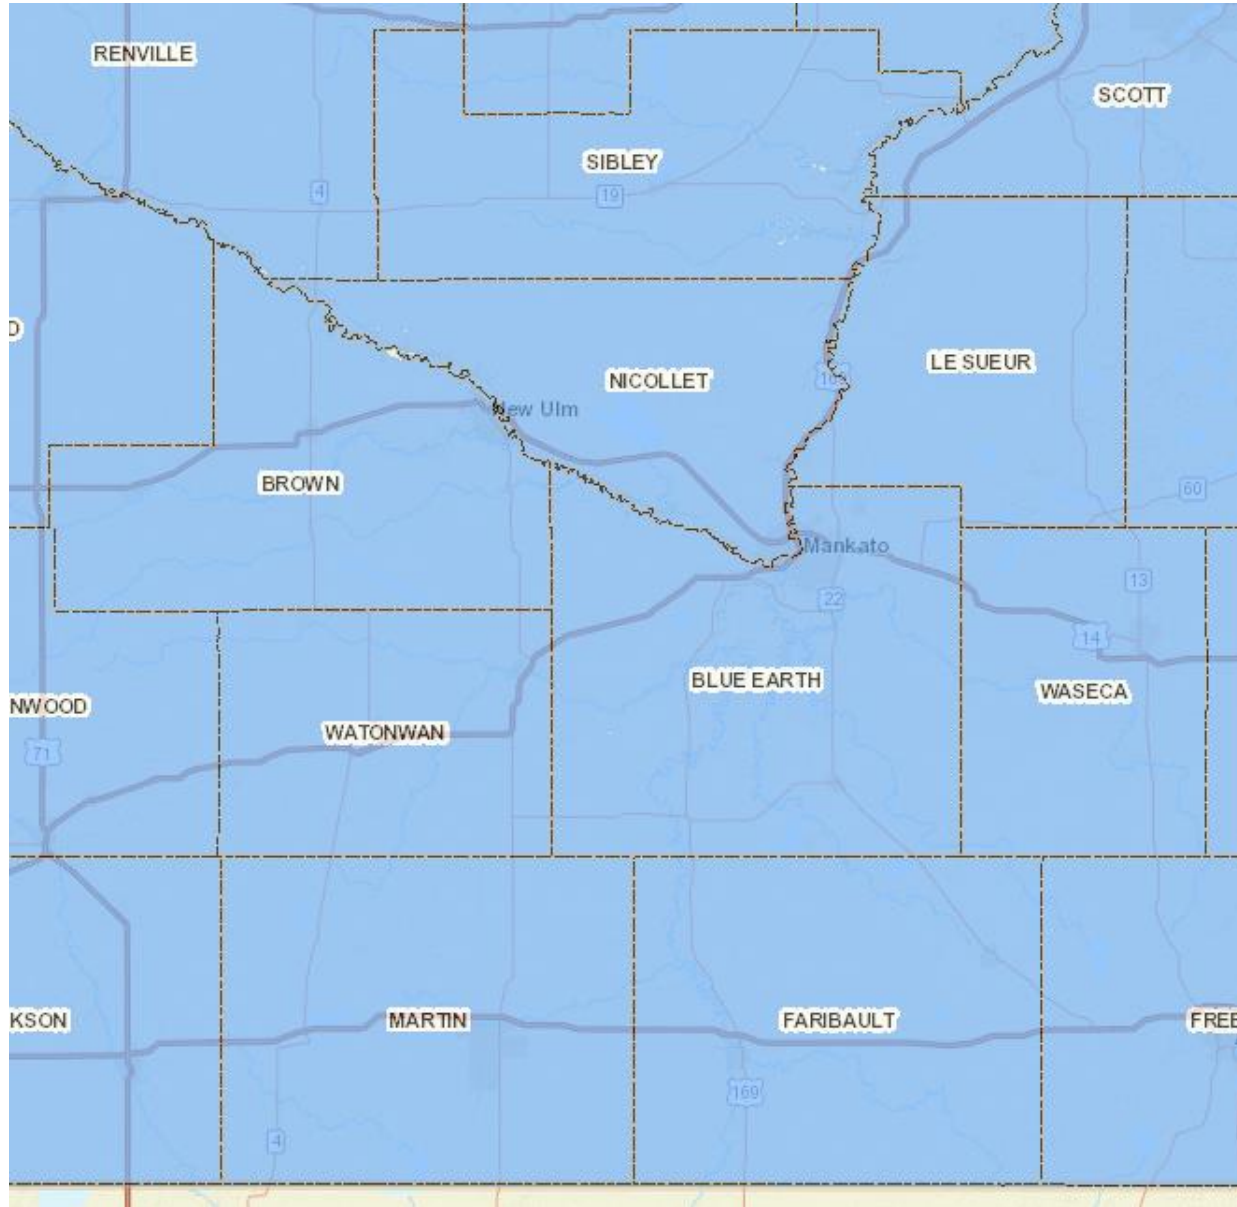 RENVILLE
SCOTT
SIBLEY
4
19
NICOLLET
LE SUEUR
169
New Ulm
BROWN
60
Mankato
22
13
14
BLUE EARTH
WASECA
NWOOD
WATONWAN
71
KSON
MARTIN
FARIBAULT
FREE
169
4